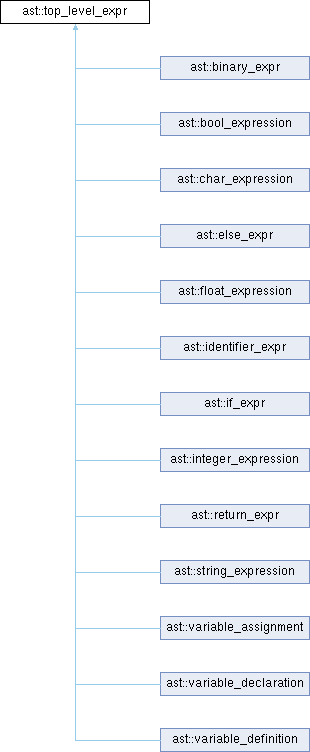 ast::top_level_expr
ast::binary_expr
ast::bool_expression
ast::char_expression
ast::else_expr
ast::float_expression
ast::identifier_expr
ast::if_expr
ast::integer_expression
ast::return_expr
ast::string_expression
ast::variable_assignment
ast::variable_declaration
ast::variable_definition